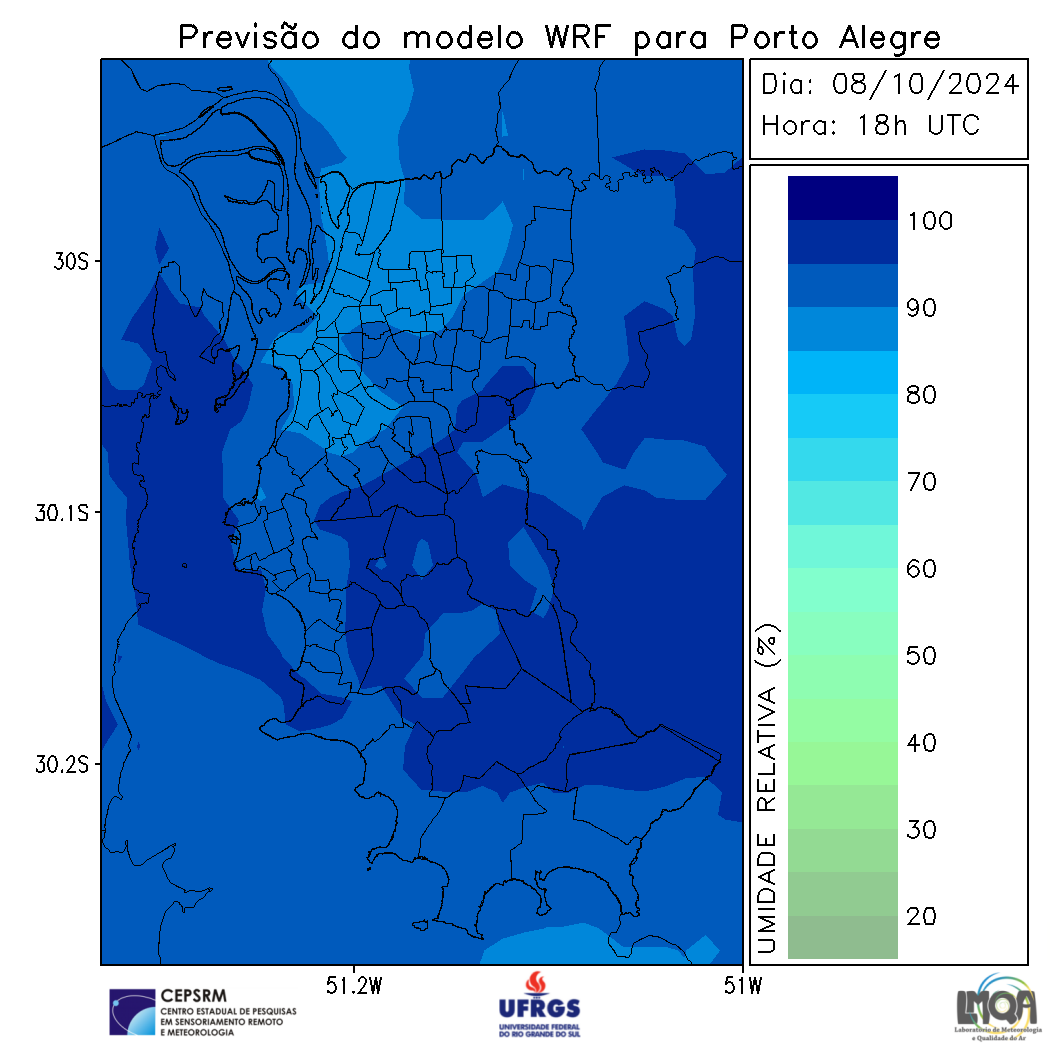 Previsão do modelo WRF para Porto Alegre
Dia: 08/10/2024
Hora: 18h UTC
30S
30.1S
30.2S
51.2W
51W
100
90
80
70
60
50
40
30
20
UMIDADE RELATIVA (%)
CEPSRM
CENTRO ESTADUAL DE PESQUISAS
EM SENSORIAMENTO REMOTO
E METEOROLOGIA
UFRGS
UNIVERSIDADE FEDERAL
DO RIO GRANDE DO SUL
LMQA
Laboratório de Meteorologia
e Qualidade do Ar